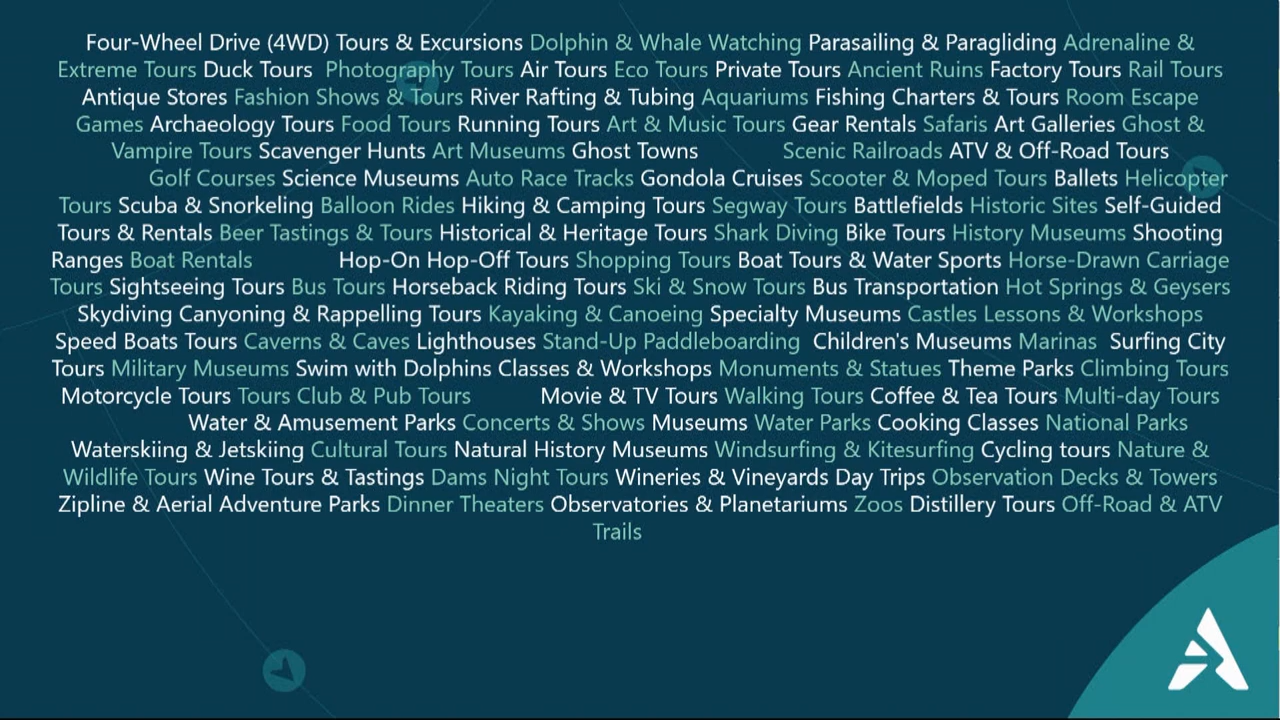 Four-Wheel Drive (4WD) Tours & Excursions Dolphin & Whale Watching Parasailing & Paragliding Adrenaline &
Extreme Tours Duck Tours Photography Tours Air Tours Eco Tours Private Tours Ancient Ruins Factory Tours Rail Tours
Antique Stores Fashion Shows & Tours River Rafting & Tubing Aquariums Fishing Charters & Tours Room Escape
Games Archaeology Tours Food Tours Running Tours Art & Music Tours Gear Rentals Safaris Art Galleries Ghost &
Vampire Tours Scavenger Hunts Art Museums Ghost Towns Scenic Railroads ATV & Off-Road Tours
Golf Courses Science Museums Auto Race Tracks Gondola Cruises Scooter & Moped Tours Ballets Helicopter
Tours Scuba & Snorkeling Balloon Rides Hiking & Camping Tours Segway Tours Battlefields Historic Sites Self-Guided
Tours & Rentals Beer Tastings & Tours Historical & Heritage Tours Shark Diving Bike Tours History Museums Shooting
Ranges Boat Rentals Hop-On Hop-Off Tours Shopping Tours Boat Tours & Water Sports Horse-Drawn Carriage
Tours Sightseeing Tours Bus Tours Horseback Riding Tours Ski & Snow Tours Bus Transportation Hot Springs & Geysers
Skydiving Canyoning & Rappelling Tours Kayaking & Canoeing Specialty Museums Castles Lessons & Workshops
Speed Boats Tours Caverns & Caves Lighthouses Stand-Up Paddleboarding Children's Museums Marinas Surfing City
Tours Military Museums Swim with Dolphins Classes & Workshops Monuments & Statues Theme Parks Climbing Tours
Motorcycle Tours Tours Club & Pub Tours Movie & TV Tours Walking Tours Coffee & Tea Tours Multi-day Tours
Water & Amusement Parks Concerts & Shows Museums Water Parks Cooking Classes National Parks
Waterskiing & Jetskiing Cultural Tours Natural History Museums Windsurfing & Kitesurfing Cycling tours Nature &
Wildlife Tours Wine Tours & Tastings Dams Night Tours Wineries & Vineyards Day Trips Observation Decks & Towers
Zipline & Aerial Adventure Parks Dinner Theaters Observatories & Planetariums Zoos Distillery Tours Off-Road & ATV
Trails